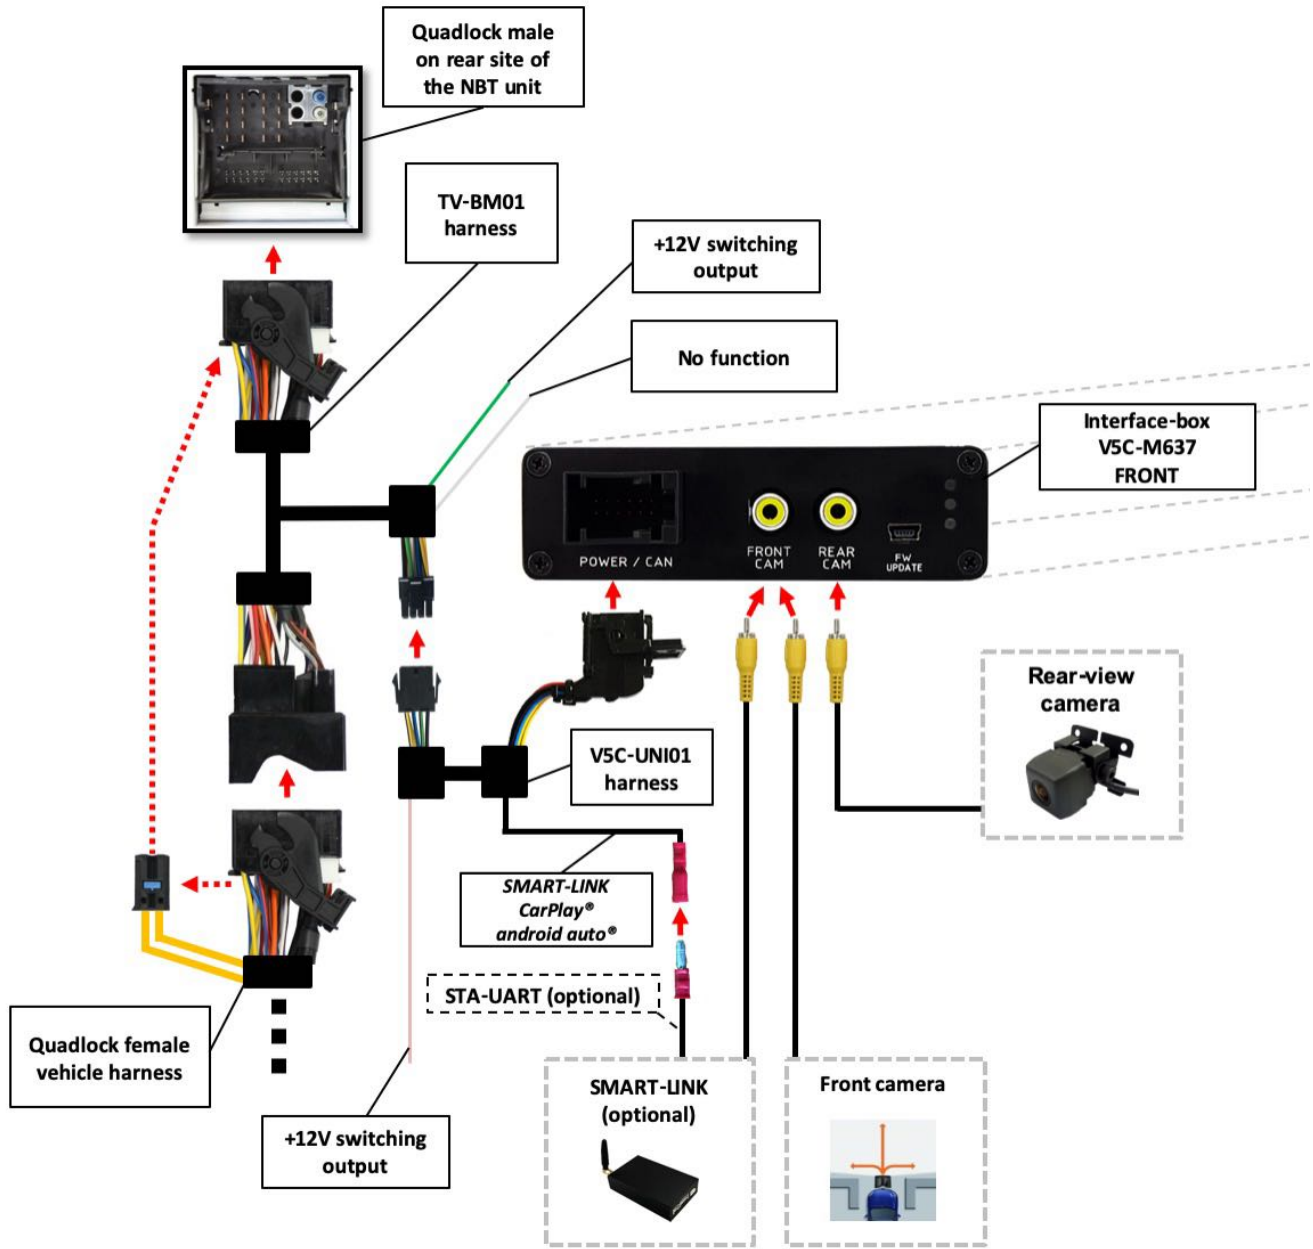 Quadlock male
on rear site of
the NBT unit
TV-BM01
harness
+12V switching
output
No function
Interface-box
V5C-M637
FRONT
POWER / CAN
FRONT
CAM
REAR
CAM
FW
UPDATE
Rear-view
camera
V5C-UNI01
harness
SMART-LINK
CarPlay®
android auto®
STA-UART (optional)
Quadlock female
vehicle harness
+12V switching
output
SMART-LINK
(optional)
Front camera